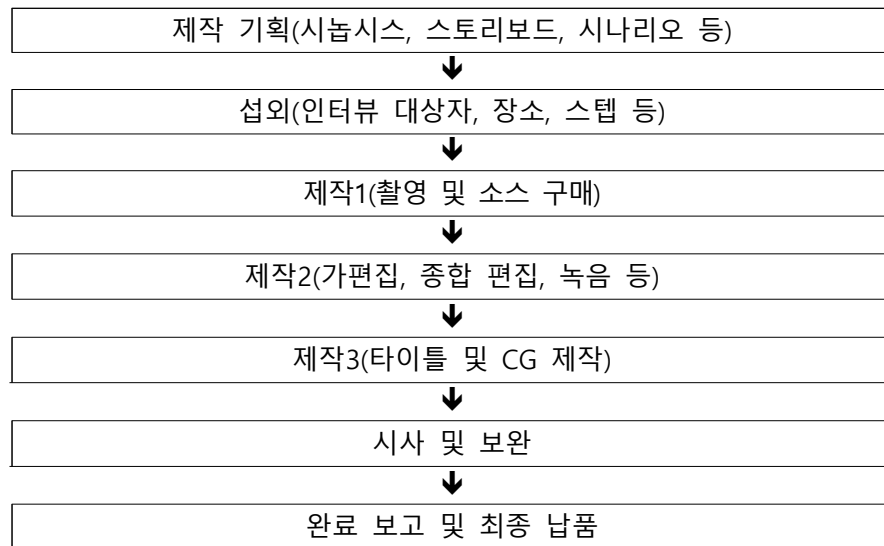 제작 기획(시놉시스, 스토리보드, 시나리오 등)
섭외(인터뷰 대상자, 장소, 스텝 등)
제작1(촬영 및 소스 구매)
제작2(가편집, 종합 편집, 녹음 등)
제작3(타이틀 및 CG 제작)
시사 및 보완
완료 보고 및 최종 납품